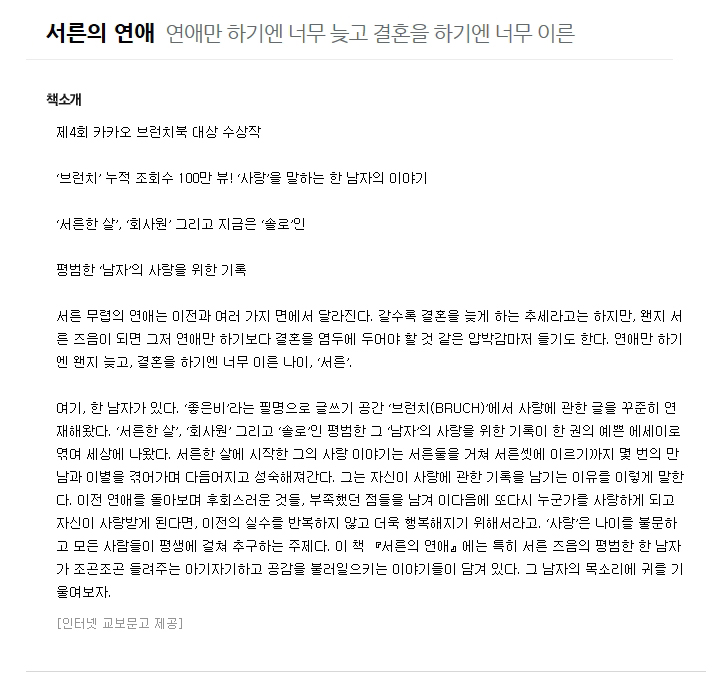 서른의 연애 연애만 하기엔 너무 늦고 결혼을 하기엔 너무 이른
책소개
제4회 카카오 브런치북 대상 수상작
‘브런치’ 누적 조회수 100만 뷰! ‘사랑’을 말하는 한 남자의 이야기
‘서른한 살’, ‘회사원’ 그리고 지금은 ‘솔로’인
평범한 ‘남자’의 사랑을 위한 기록
서른 무렵의 연애는 이전과 여러 가지 면에서 달라진다. 갈수록 결혼을 늦게 하는 추세라고는 하지만, 왠지 서
른 즈음이 되면 그저 연애만 하기보다 결혼을 염두에 두어야 할 것 같은 압박감마저 들기도 한다. 연애만 하기
엔 왠지 늦고, 결혼을 하기엔 너무 이른 나이, ‘서른’.
여기, 한 남자가 있다. ‘좋은비’라는 필명으로 글쓰기 공간 ‘브런치(BRUCH)’에서 사랑에 관한 글을 꾸준히 연
재해왔다. ‘서른한 살’, ‘회사원’ 그리고 ‘솔로’인 평범한 그 ‘남자’의 사랑을 위한 기록이 한 권의 예쁜 에세이로
엮여 세상에 나왔다. 서른한 살에 시작한 그의 사랑 이야기는 서른둘을 거쳐 서른셋에 이르기까지 몇 번의 만
남과 이별을 겪어가며 다듬어지고 성숙해져간다. 그는 자신이 사랑에 관한 기록을 남기는 이유를 이렇게 말한
다. 이전 연애를 돌아보며 후회스러운 것들, 부족했던 점들을 남겨 이다음에 또다시 누군가를 사랑하게 되고
자신이 사랑받게 된다면, 이전의 실수를 반복하지 않고 더욱 행복해지기 위해서라고. ‘사랑’은 나이를 불문하
고 모든 사람들이 평생에 걸쳐 추구하는 주제다. 이 책 『서른의 연애』에는 특히 서른 즈음의 평범한 한 남자
가 조곤조곤 들려주는 아기자기하고 공감을 불러일으키는 이야기들이 담겨 있다. 그 남자의 목소리에 귀를 기
울여보자.
[인터넷 교보문고 제공]